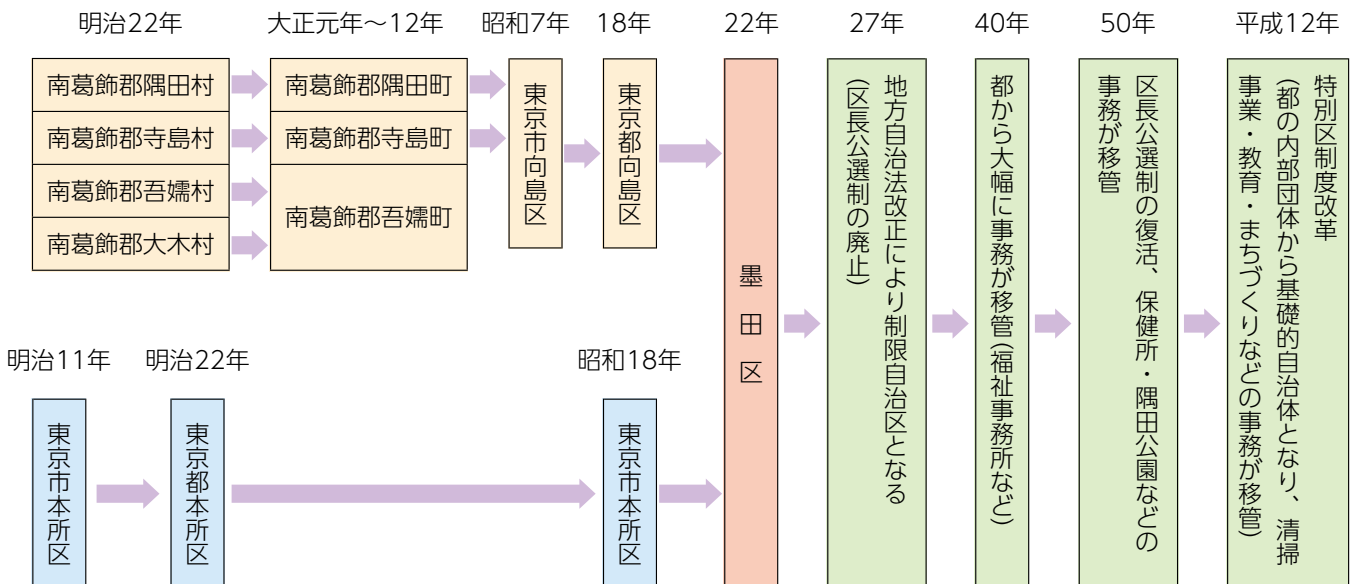 明治22年
大正元年～12年
昭和7年
18年
22年
27年
40年
50年
平成12年
南葛飾郡隅田村
南葛飾郡寺島村
南葛飾郡吾嬬村
南葛飾郡大木村
南葛飾郡隅田町
南葛飾郡寺島町
南葛飾郡吾嬬町
東京市向島区
東京都向島区
明治11年
明治22年
昭和18年
東京市本所区
東京都本所区
東京市本所区
墨田区
地方自治法改正により制限自治区となる
(区長公選制の廃止)
都から大幅に事務が移管(福祉事務所など)
区長公選制の復活、保健所・隅田公園などの
事務が移管
特別区制度改革
(都の内部団体から基礎的自治体となり、清掃
事業・教育・まちづくりなどの事務が移管)